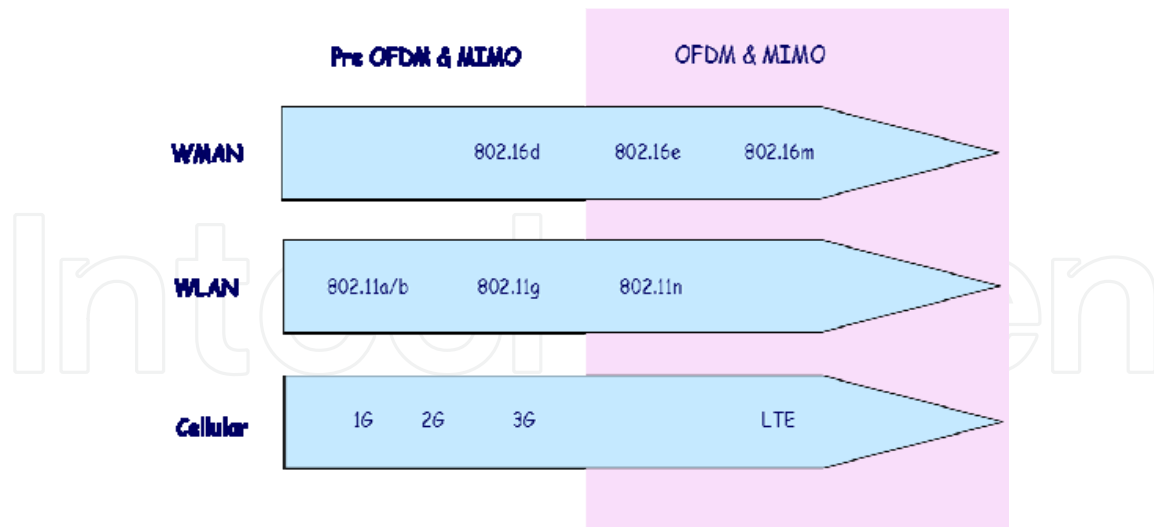 Pre OFDM & MIMO
OFDM & MIMO
WMAN
802.16d
802.16e
802.16m
WLAN
802.11a/b
802.11g
802.11n
Cellular
1G
2G
3G
LTE